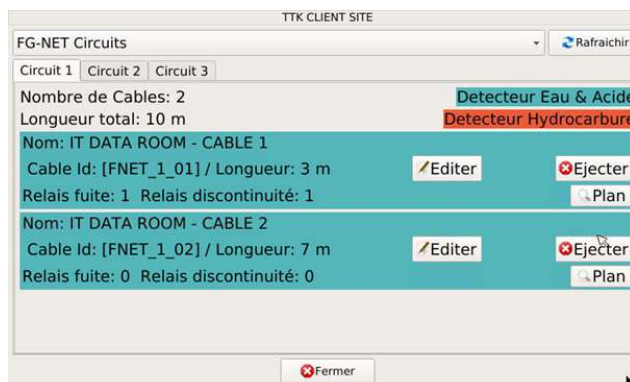 TTK CLIENT SITE
FG-NET Circuits
Rafraichir
Circuit 1 Circuit 2 Circuit 3
Nombre de Cables: 2 Detecteur Eau & Acide
Longueur total: 10 m Detecteur Hydrocarbure
Nom: IT DATA ROOM - CABLE 1
Cable Id: [FNET_1_01] / Longueur: 3 m Editer Ejecter
Relais fuite: 1 Relais discontinuité: 1 Plan
Nom: IT DATA ROOM - CABLE 2
Cable Id: [FNET_1_02] / Longueur: 7 m Editer Ejecter
Relais fuite: 0 Relais discontinuité: 0 Plan
Fermer